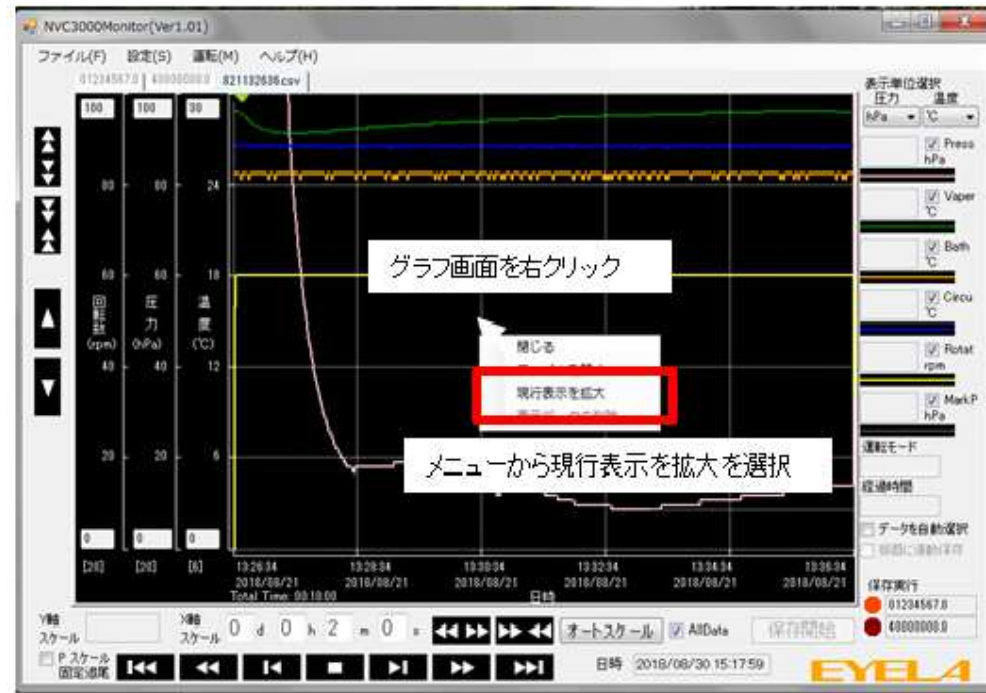 NVC3000Monitor(Ver1.01)
ファイル(F) 設定(S) 運転(M) ヘルプ(H)
01234567.0 40000000.0 821132636.csv
表示単位選択
圧力 温度
hPa ℃
100 100 30
Press
hPa
80 80 24
Vaper
℃
グラフ画面を右クリック
Bath
℃
60 60 18
回転数 圧力 温度
(rpm) (hPa) (℃)
Circu
℃
閉じる
Rotat
rpm
40 40 12
現行表示を拡大
Mark.P
hPa
メニューから現行表示を拡大を選択
20 20 6
運転モード
経過時間
データを自動選択
0 0 0
[20] [20] [6]
13:26:34 13:28:34 13:30:34 13:32:34 13:34:34 13:36:34
2018/08/21 2018/08/21 2018/08/21 2018/08/21 2018/08/21 2018/08/21
Total Time: 00:10:00 日時
保存実行
01234567.0
40000000.0
Y軸スケール X軸スケール 0 d 0 h 2 m 0 s オートスケール AllData 保存開始
Pスケール固定追尾
日時 2018/08/30 15:17:59
EYELA